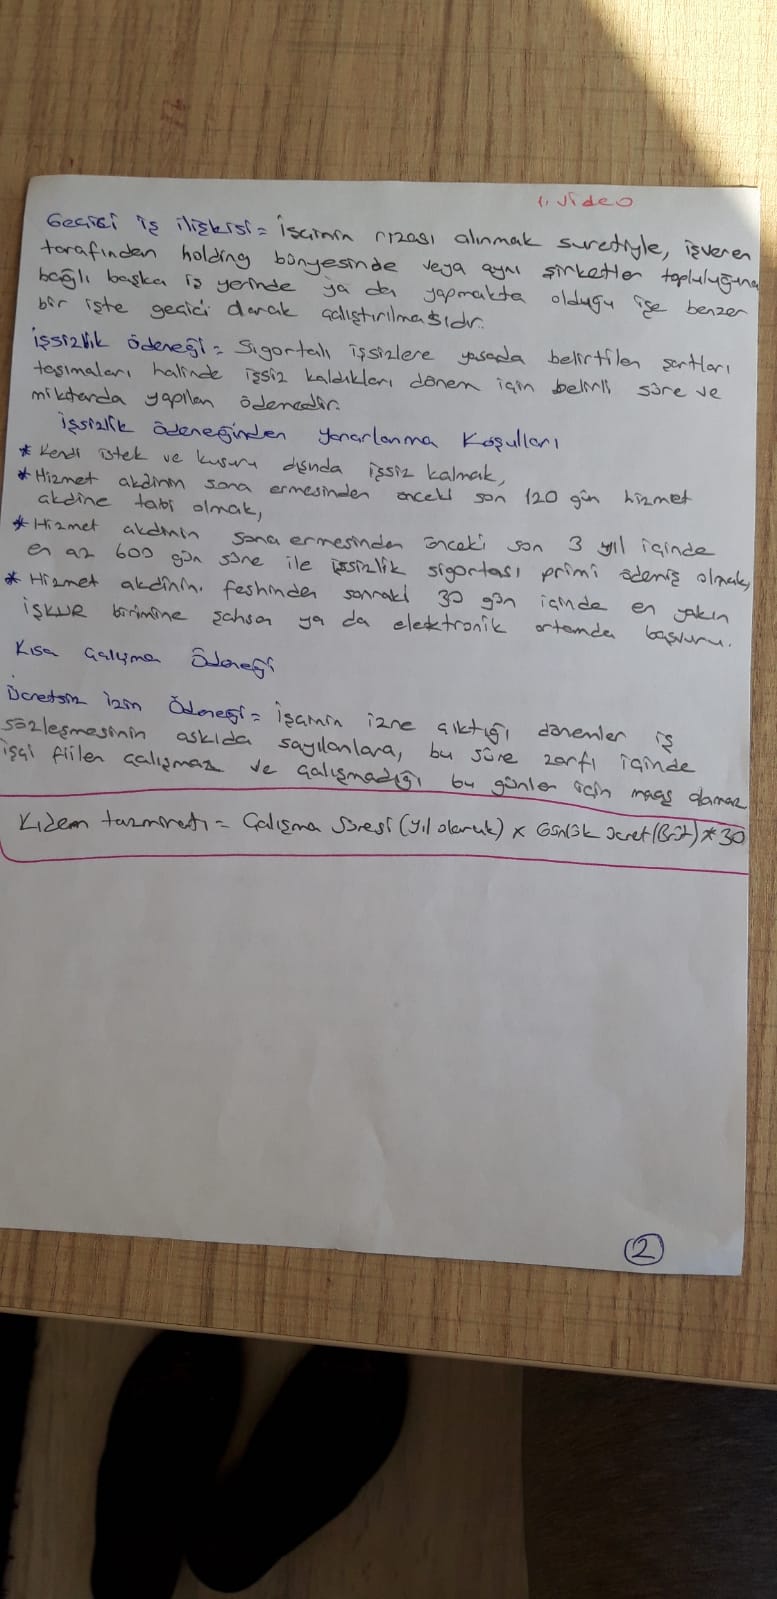 1. video
Geçici iş ilişkisi = İşçinin rızası alınmak suretiyle, işveren
tarafından holding bünyesinde veya aynı şirketler topluluğuna
bağlı başka iş yerinde ya da yapmakta olduğu işe benzer
bir işte geçici olarak çalıştırılmasıdır.
İşsizlik ödeneği = Sigortalı işsizlere yasada belirtilen şartları
taşımaları halinde işsiz kaldıkları dönem için belirli süre ve
miktarda yapılan ödemedir.
İşsizlik ödeneğinden Yararlanma Koşulları
* Kendi istek ve kusuru dışında işsiz kalmak,
* Hizmet akdinin sona ermesinden önceki son 120 gün hizmet
akdine tabi olmak,
* Hizmet akdinin sona ermesinden önceki son 3 yıl içinde
en az 600 gün süre ile işsizlik sigortası primi ödemiş olmak,
* Hizmet akdinin. feshinden sonraki 30 gün içinde en yakın
İŞKUR birimine şahsen ya da elektronik ortamda başvuru.
Kısa Çalışma Ödeneği
Ücretsiz İzin Ödeneği = İşçinin izne çıktığı dönemler iş
sözleşmesinin askıda sayılanlara, bu süre zarfı içinde
işçi fiilen çalışmaz ve çalışmadığı bu günler için maaş alamaz
Kıdem tazminatı = Çalışma Süresi (yıl olarak) x Günlük ücret (Brüt) * 30
2